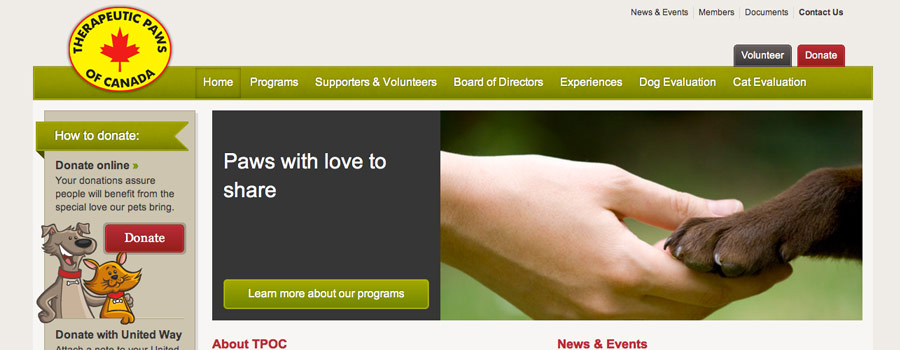 News & Events Members Documents Contact Us
THERAPEUTIC PAWS
OF CANADA
Volunteer Donate
Home Programs Supporters & Volunteers Board of Directors Experiences Dog Evaluation Cat Evaluation
How to donate:
Donate online »
Your donations assure
people will benefit from the
special love our pets bring.
Donate
Donate with United Way
Attach a note to your United
Paws with love to
share
Learn more about our programs
About TPOC
News & Events